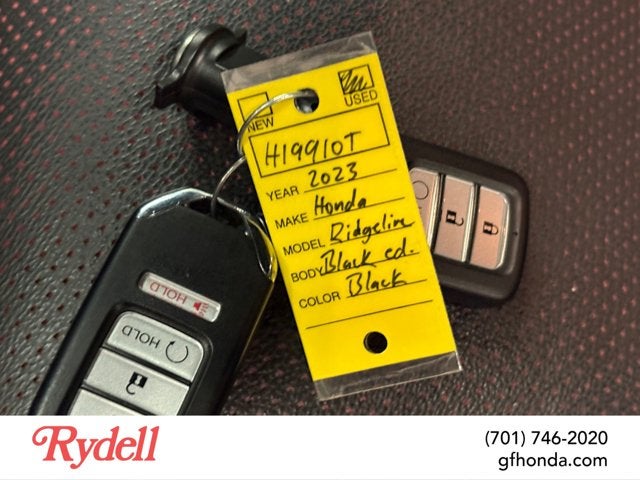 NEW
USED
H19910T
YEAR 2023
MAKE Honda
MODEL Ridgeline
BODY Black ed.
COLOR Black
HOLD
HOLD
Rydell
(701) 746-2020
gfhonda.com